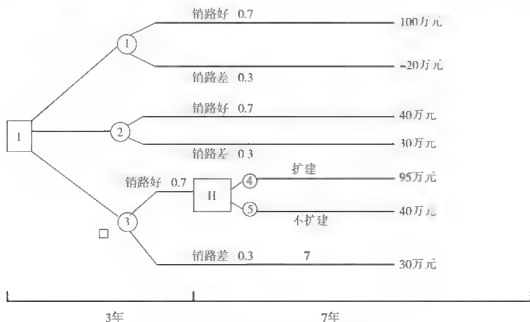 销路好 0.7
100万元
1
-20万元
销路差 0.3
销路好 0.7
40万元
I
2
30万元
销路差 0.3
扩建
95万元
销路好 0.7
II
4
5
40万元
不扩建
3
销路差 0.3 7
30万元
3年
7年